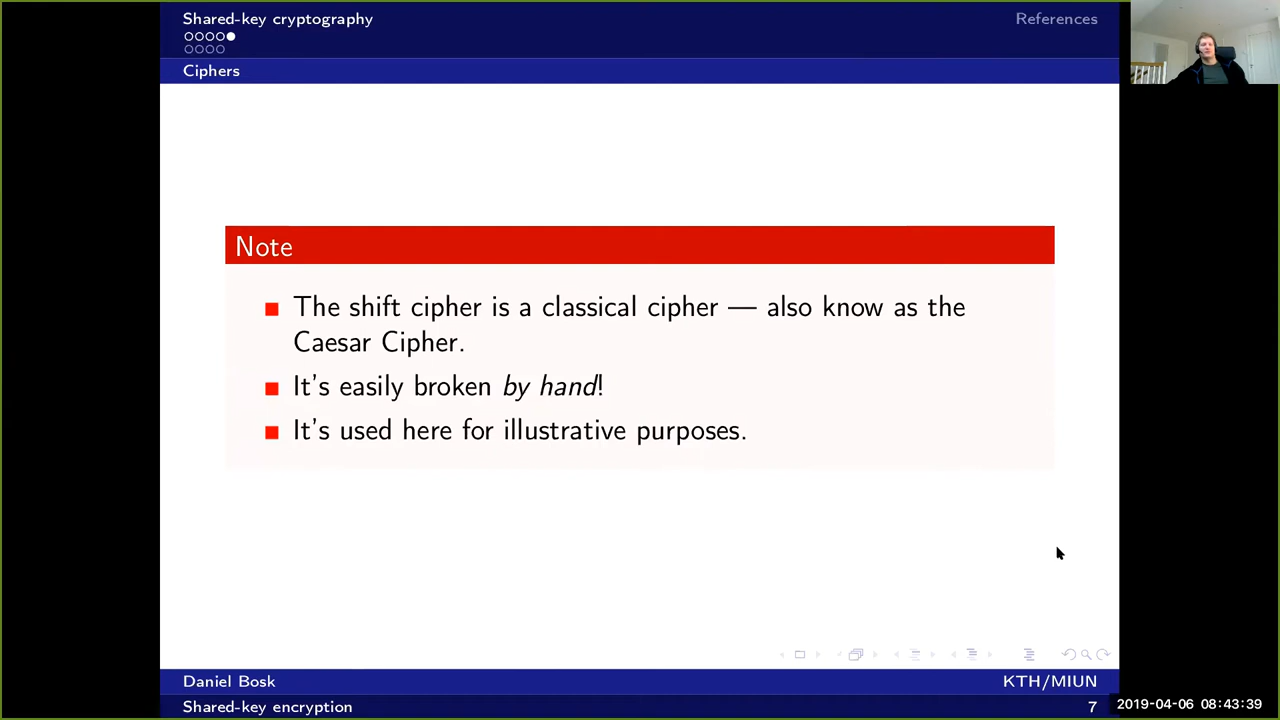 Shared-key cryptography
References
Ciphers
Note
The shift cipher is a classical cipher — also know as the
Caesar Cipher.
It's easily broken by hand!
It's used here for illustrative purposes.
Daniel Bosk
KTH/MIUN
Shared-key encryption
7
2019-04-06 08:43:39